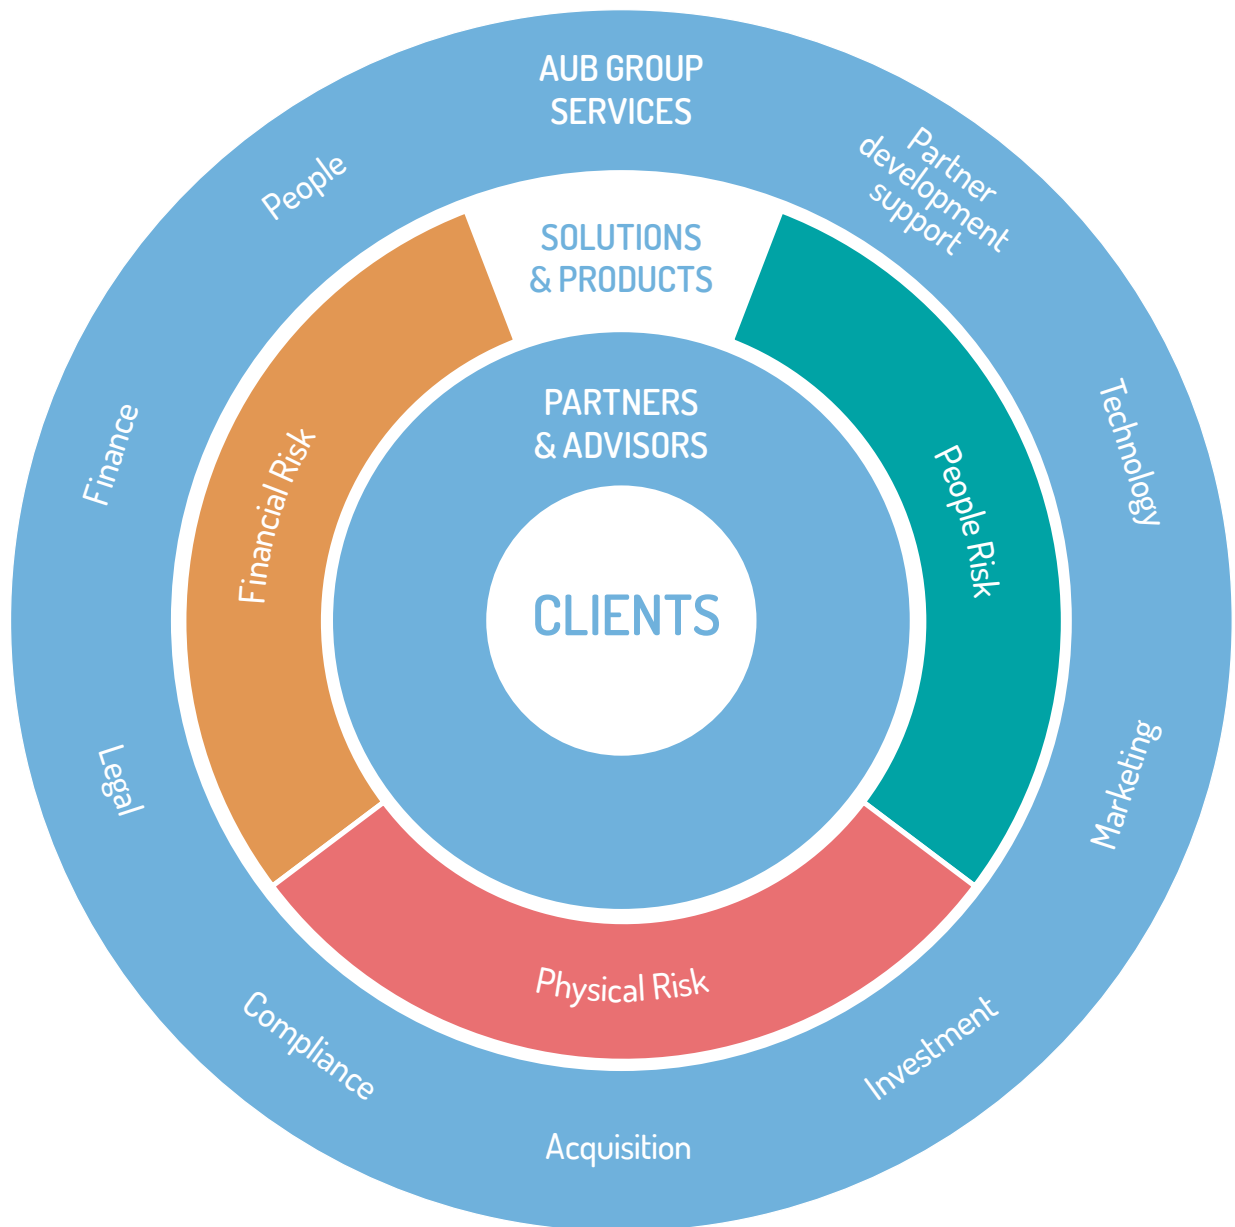 AUB GROUP
SERVICES
Partner
development
support
Technology
Marketing
Investment
Acquisition
Compliance
Legal
Finance
People
SOLUTIONS
& PRODUCTS
People Risk
Physical Risk
Financial Risk
PARTNERS
& ADVISORS
CLIENTS